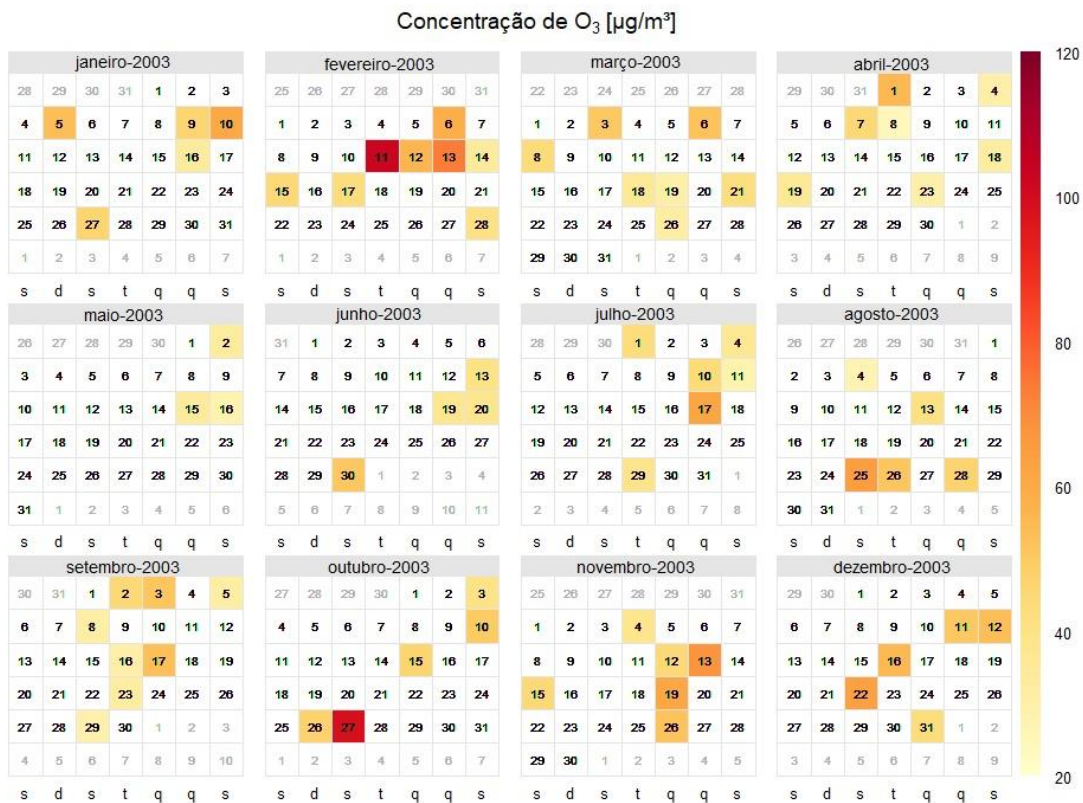 Concentração de O₃ [µg/m³]
janeiro-2003
28 29 30 31 1 2 3
4 5 6 7 8 9 10
11 12 13 14 15 16 17
18 19 20 21 22 23 24
25 26 27 28 29 30 31
1 2 3 4 5 6 7
s d s t q q s
fevereiro-2003
25 26 27 28 29 30 31
1 2 3 4 5 6 7
8 9 10 11 12 13 14
15 16 17 18 19 20 21
22 23 24 25 26 27 28
1 2 3 4 5 6 7
s d s t q q s
março-2003
22 23 24 25 26 27 28
1 2 3 4 5 6 7
8 9 10 11 12 13 14
15 16 17 18 19 20 21
22 23 24 25 26 27 28
29 30 31 1 2 3 4
s d s t q q s
abril-2003
29 30 31 1 2 3 4
5 6 7 8 9 10 11
12 13 14 15 16 17 18
19 20 21 22 23 24 25
26 27 28 29 30 1 2
3 4 5 6 7 8 9
s d s t q q s
maio-2003
26 27 28 29 30 1 2
3 4 5 6 7 8 9
10 11 12 13 14 15 16
17 18 19 20 21 22 23
24 25 26 27 28 29 30
31 1 2 3 4 5 6
s d s t q q s
junho-2003
31 1 2 3 4 5 6
7 8 9 10 11 12 13
14 15 16 17 18 19 20
21 22 23 24 25 26 27
28 29 30 1 2 3 4
5 6 7 8 9 10 11
s d s t q q s
julho-2003
28 29 30 1 2 3 4
5 6 7 8 9 10 11
12 13 14 15 16 17 18
19 20 21 22 23 24 25
26 27 28 29 30 31 1
2 3 4 5 6 7 8
s d s t q q s
agosto-2003
26 27 28 29 30 31 1
2 3 4 5 6 7 8
9 10 11 12 13 14 15
16 17 18 19 20 21 22
23 24 25 26 27 28 29
30 31 1 2 3 4 5
s d s t q q s
setembro-2003
30 31 1 2 3 4 5
6 7 8 9 10 11 12
13 14 15 16 17 18 19
20 21 22 23 24 25 26
27 28 29 30 1 2 3
4 5 6 7 8 9 10
s d s t q q s
outubro-2003
27 28 29 30 1 2 3
4 5 6 7 8 9 10
11 12 13 14 15 16 17
18 19 20 21 22 23 24
25 26 27 28 29 30 31
1 2 3 4 5 6 7
s d s t q q s
novembro-2003
25 26 27 28 29 30 31
1 2 3 4 5 6 7
8 9 10 11 12 13 14
15 16 17 18 19 20 21
22 23 24 25 26 27 28
29 30 1 2 3 4 5
s d s t q q s
dezembro-2003
29 30 1 2 3 4 5
6 7 8 9 10 11 12
13 14 15 16 17 18 19
20 21 22 23 24 25 26
27 28 29 30 31 1 2
3 4 5 6 7 8 9
s d s t q q s
120
100
80
60
40
20